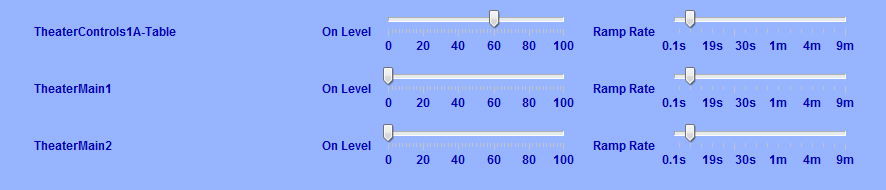 TheaterControls1A-Table On Level Ramp Rate
0 20 40 60 80 100 0.1s 19s 30s 1m 4m 9m
TheaterMain1 On Level Ramp Rate
0 20 40 60 80 100 0.1s 19s 30s 1m 4m 9m
TheaterMain2 On Level Ramp Rate
0 20 40 60 80 100 0.1s 19s 30s 1m 4m 9m